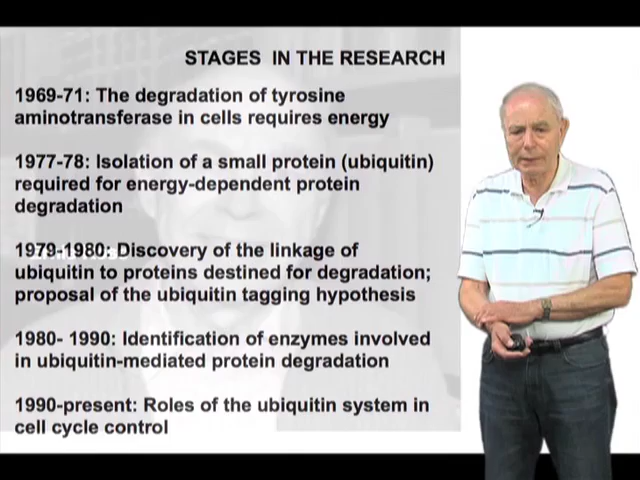 STAGES IN THE RESEARCH
1969-71: The degradation of tyrosine
aminotransferase in cells requires energy
1977-78: Isolation of a small protein (ubiquitin)
required for energy-dependent protein
degradation
1979-1980: Discovery of the linkage of
ubiquitin to proteins destined for degradation;
proposal of the ubiquitin tagging hypothesis
1980- 1990: Identification of enzymes involved
in ubiquitin-mediated protein degradation
1990-present: Roles of the ubiquitin system in
cell cycle control